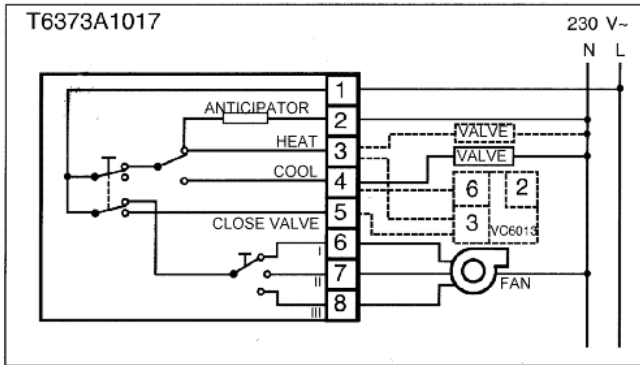 T6373A1017
230 V~
N L
1
ANTICIPATOR
2
HEAT
3
VALVE
COOL
4
VALVE
6 2
5
CLOSE VALVE
3 VC6013
6
I
7
II
FAN
8
III